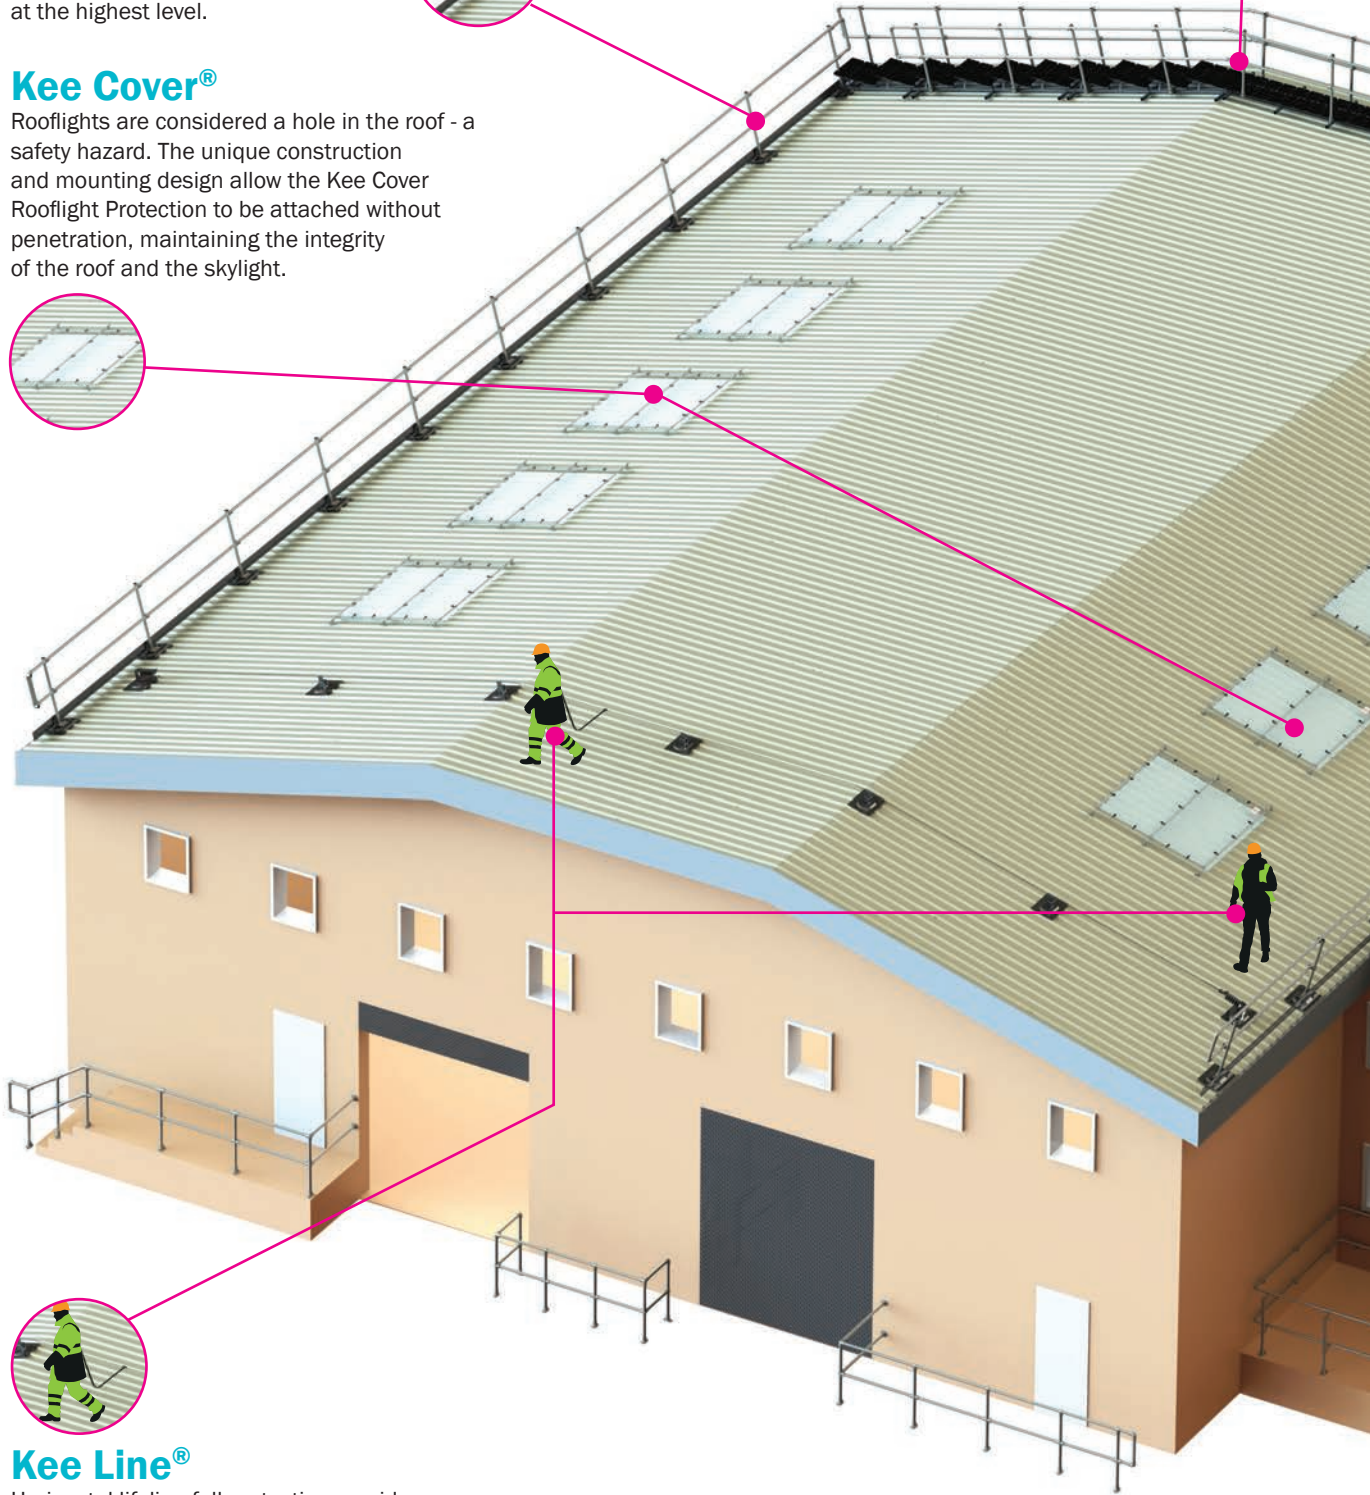 at the highest level.
Kee Cover®
Rooflights are considered a hole in the roof - a
safety hazard. The unique construction
and mounting design allow the Kee Cover
Rooflight Protection to be attached without
penetration, maintaining the integrity
of the roof and the skylight.
Kee Line®